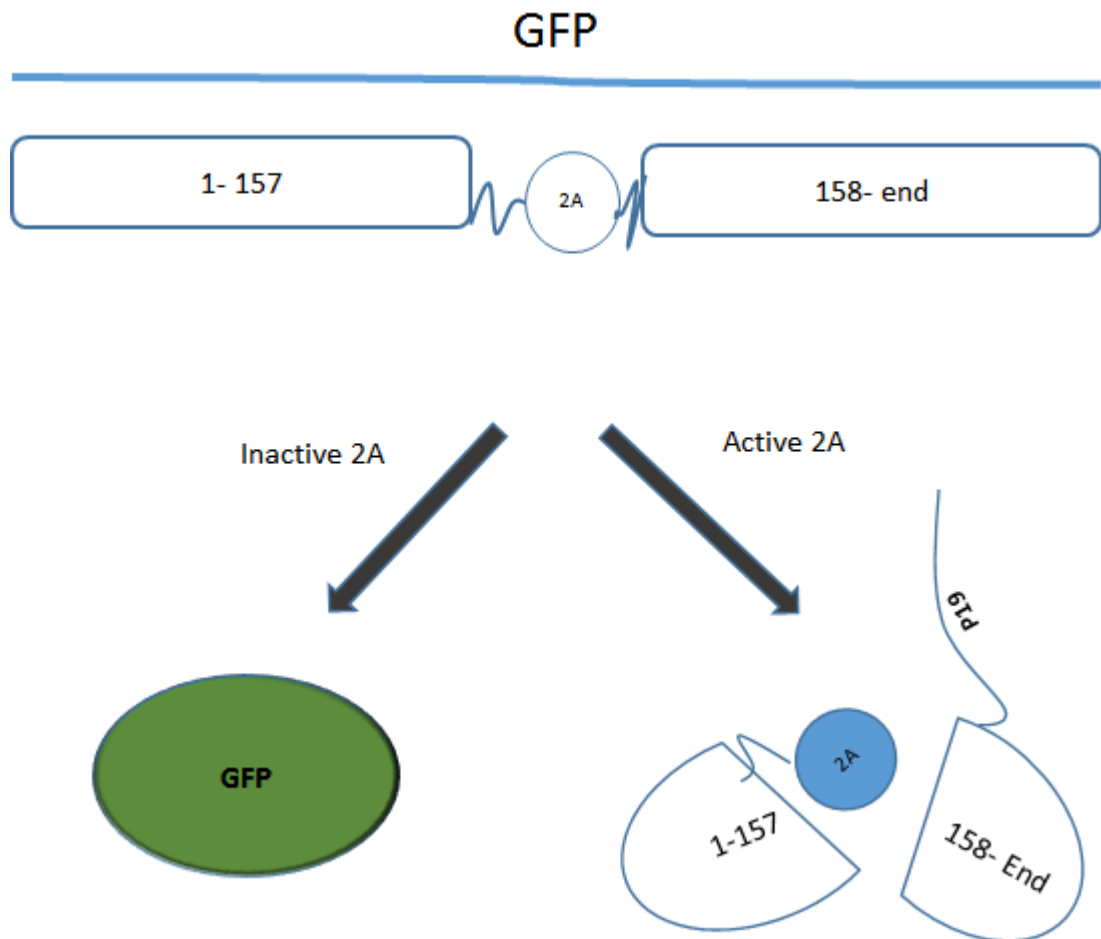 GFP
1- 157
2A
158- end
Inactive 2A
Active 2A
P19
GFP
2A
1-157
158- End